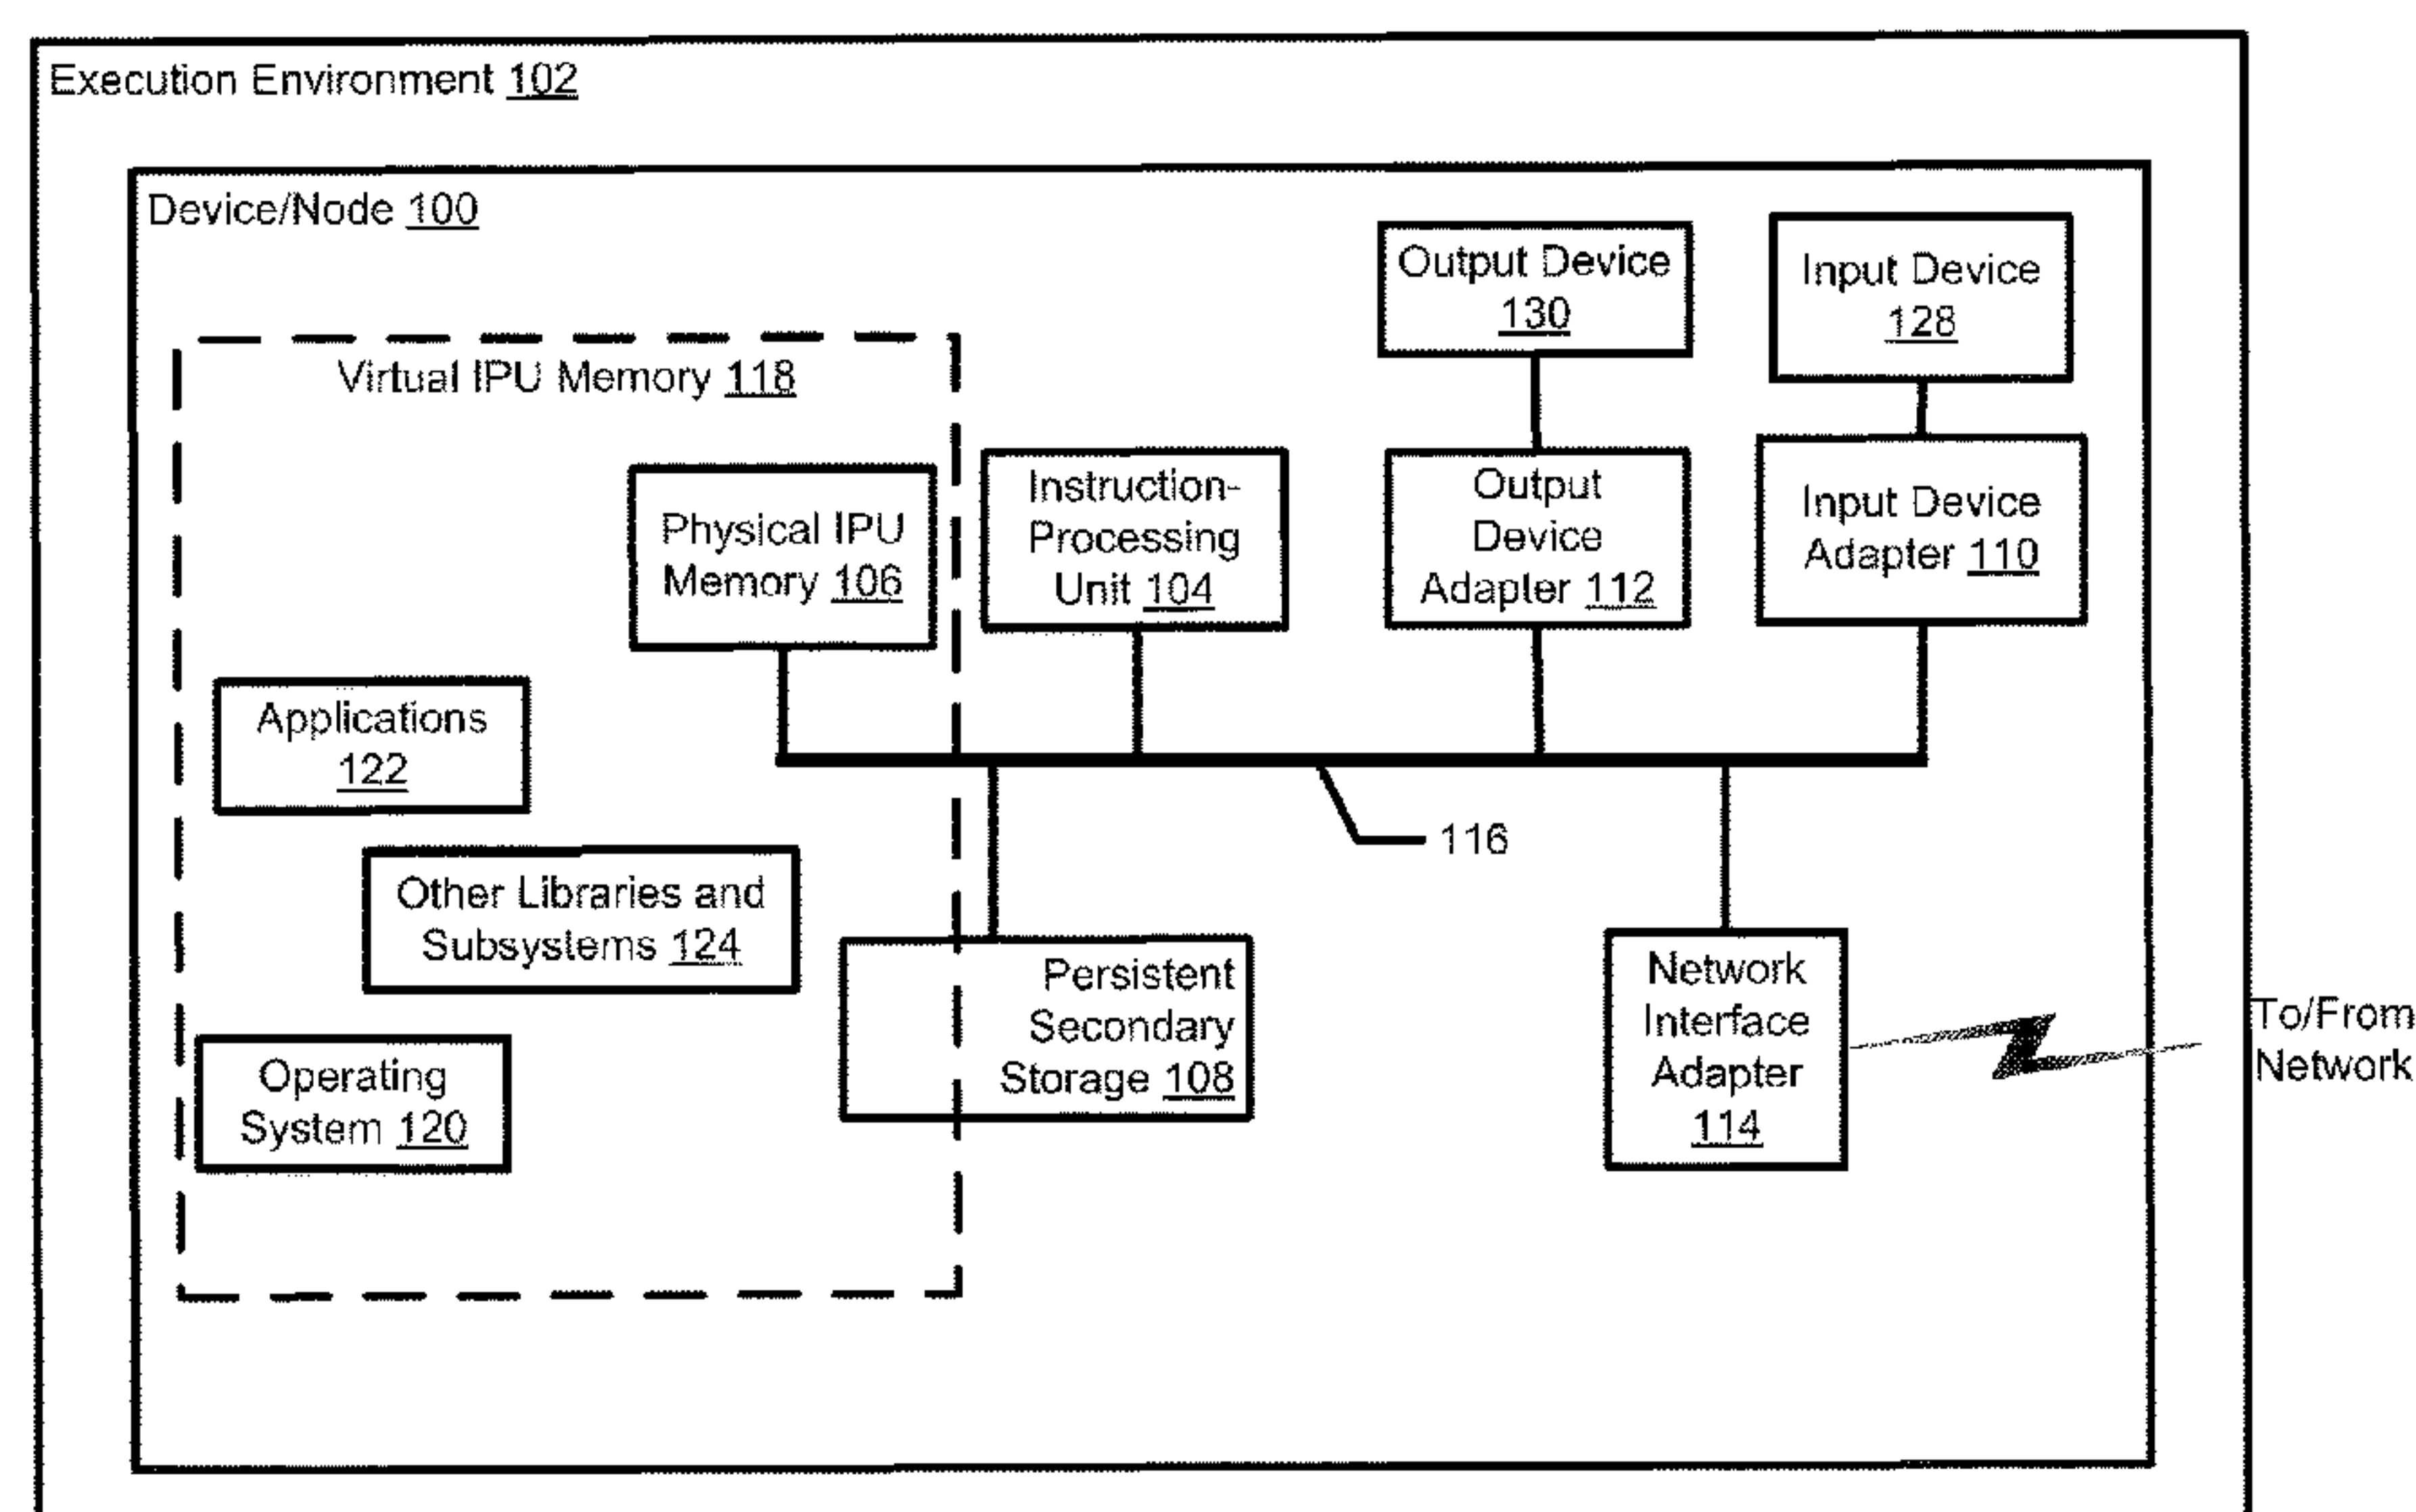 Execution Environment 102
Device/Node 100
Output Device
130
Input Device
128
Virtual IPU Memory 118
Physical IPU
Memory 106
Instruction-
Processing
Unit 104
Output
Device
Adapter 112
Input Device
Adapter 110
Applications
122
116
Other Libraries and
Subsystems 124
Persistent
Secondary
Storage 108
Network
Interface
Adapter
114
To/From
Network
Operating
System 120